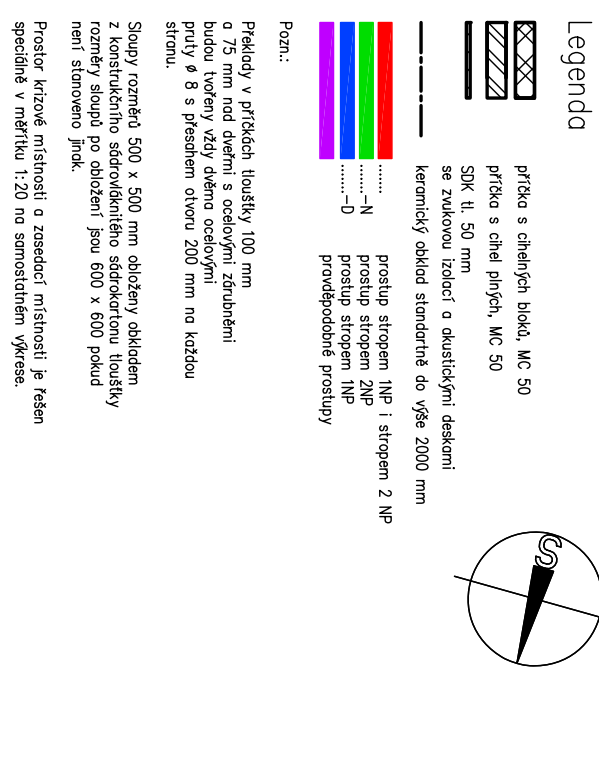 Legenda
příčka s cihelných bloků, MC 50
příčka s cihel plných, MC 50
SDK tl. 50 mm
se zvukovou izolací a akustickými deskami
keramický obklad standartně do výše 2000 mm
....... prostup stropem 1NP i stropem 2 NP
.......-N prostup stropem 2NP
.......-D prostup stropem 1NP
pravděpodobné prostupy
S
Pozn.:
Překlady v příčkách tloušťky 100 mm
a 75 mm nad dveřmi s ocelovými zárubněmi
budou tvořeny vždy dvěma ocelovými
pruty ø 8 s přesahem otvoru 200 mm na každou
stranu.
Sloupy rozměrů 500 x 500 mm obloženy obkladem
z konstrukčního sádrovláknitého sádrokartonu tloušťky
rozměry sloupů po obložení jsou 600 x 600 pokud
není stanoveno jinak.
Prostor krizové místnosti a zasedací místnosti je řešen
speciálně v měřítku 1:20 na samostatném výkrese.